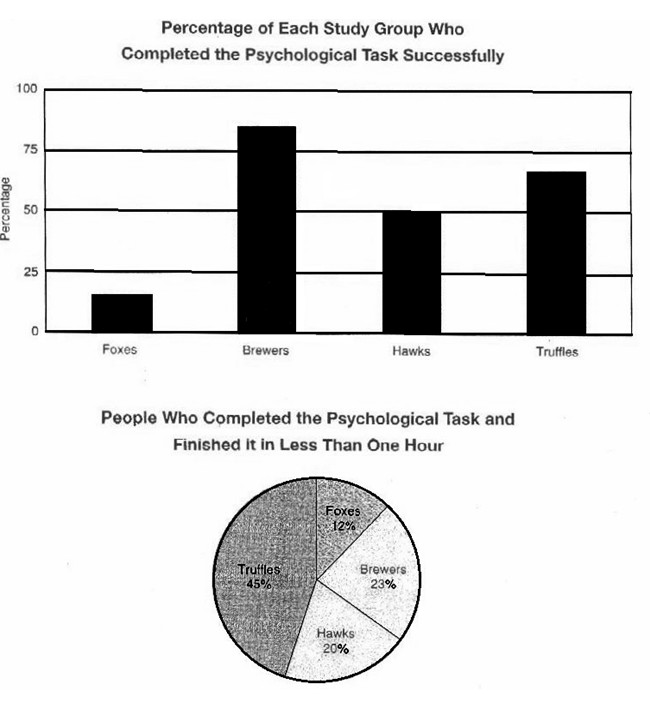 Percentage of Each Study Group Who
Completed the Psychological Task Successfully
100
75
50
25
0
Percentage
Foxes
Brewers
Hawks
Truffles
People Who Completed the Psychological Task and
Finished it in Less Than One Hour
Foxes
12%
Truffles
45%
Brewers
23%
Hawks
20%